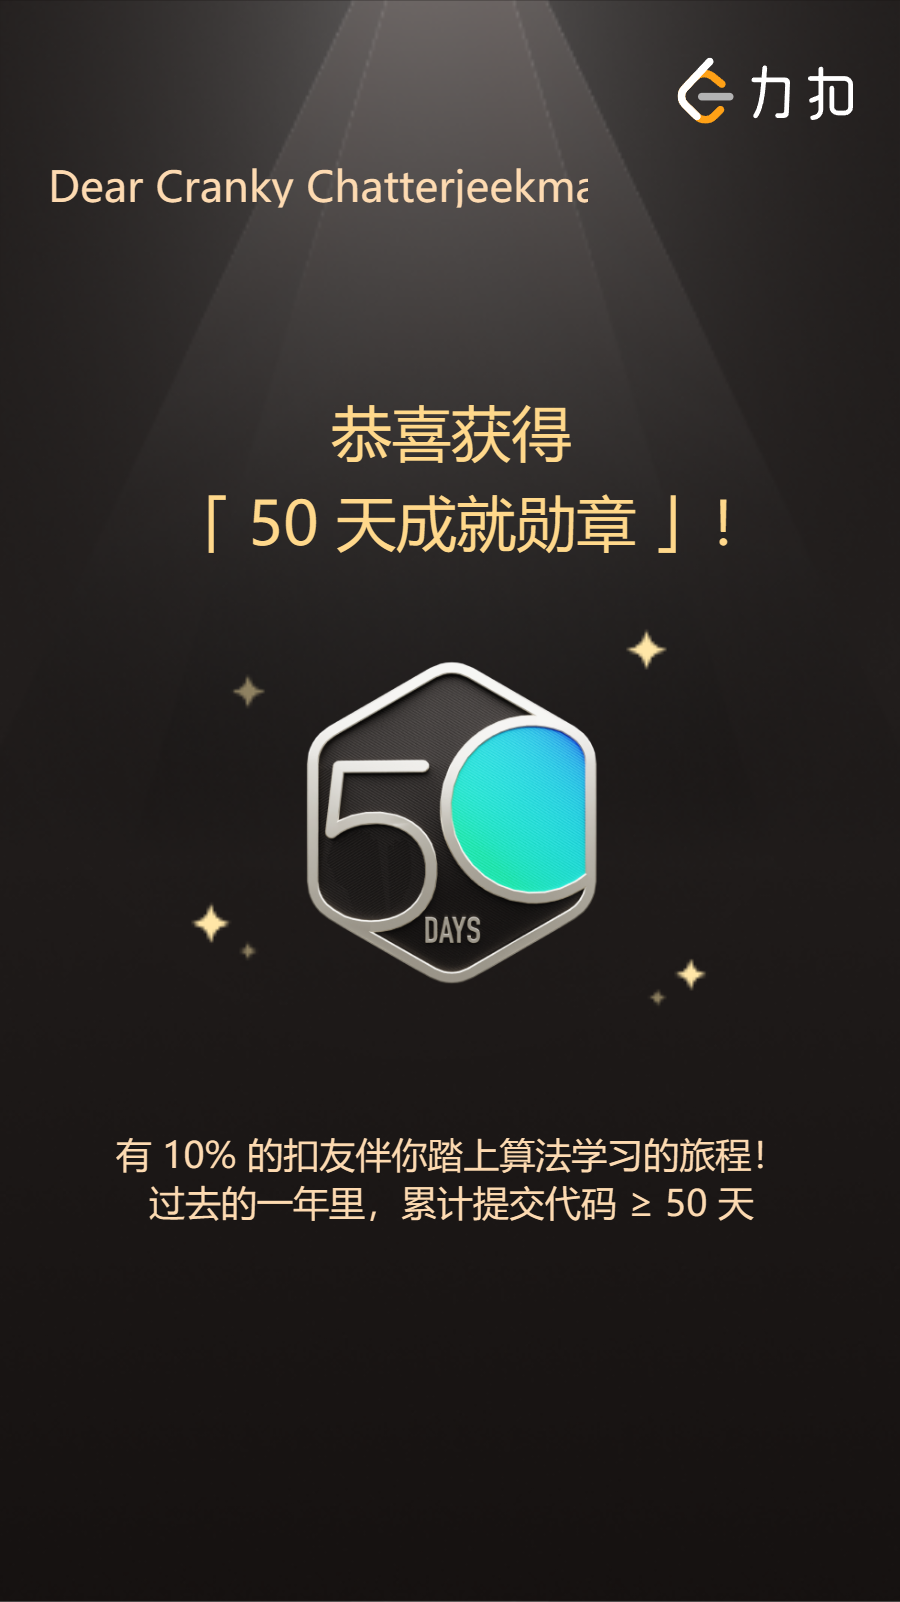 力扣
Dear Cranky Chatterjeekma
恭喜获得
「 50 天成就勋章 」!
50
DAYS
有 10% 的扣友伴你踏上算法学习的旅程!
过去的一年里，累计提交代码 ≥ 50 天